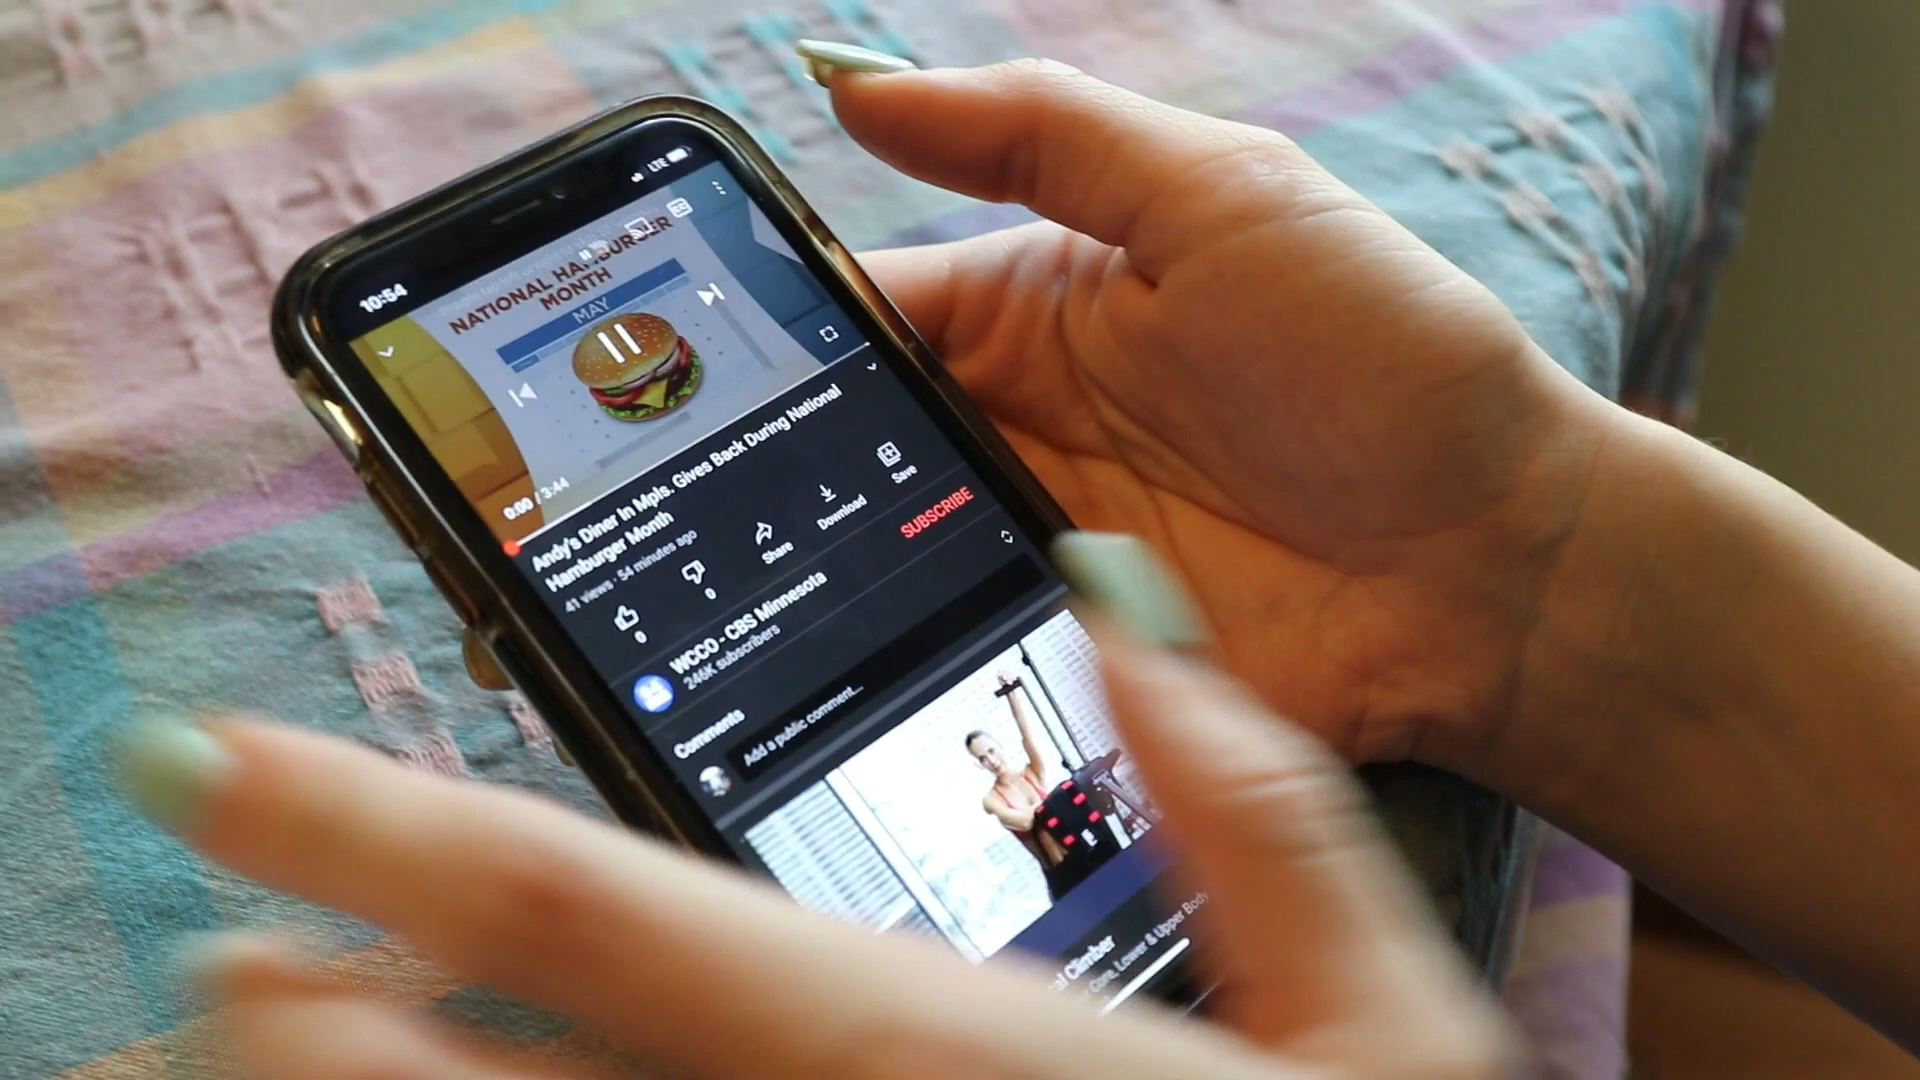 10:54
LTE
NATIONAL HAMBURGER
MONTH
MAY
0:00 / 3:44
Andy's Diner In Mpls. Gives Back During National
Hamburger Month
41 views · 54 minutes ago
0
0
Share
Download
Save
WCCO - CBS Minnesota
246K subscribers
SUBSCRIBE
Comments
Add a public comment...
Climber
Core, Lower & Upper Body